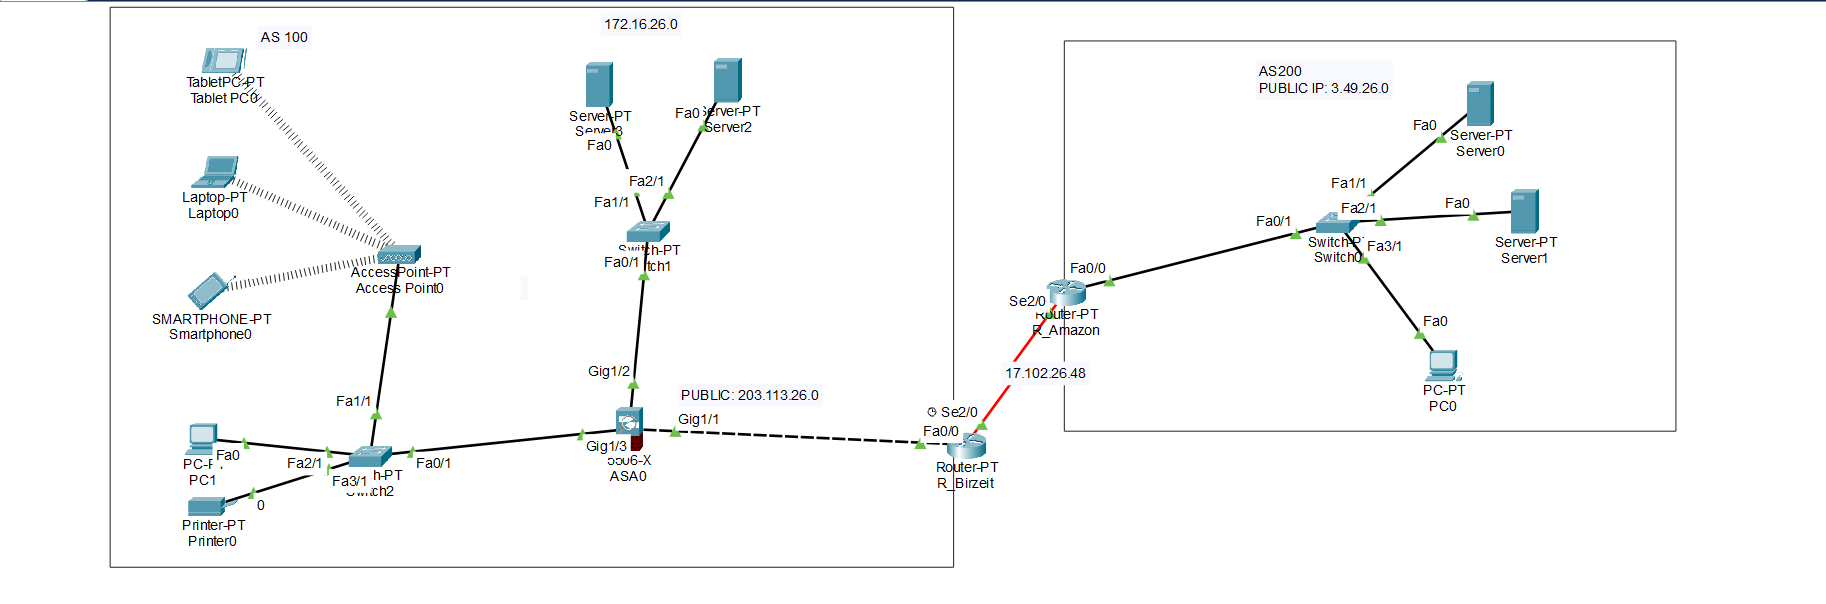 AS 100
TabletPC-PT
Tablet PC0
Laptop-PT
Laptop0
SMARTPHONE-PT
Smartphone0
AccessPoint-PT
Access Point0
Fa1/1
Fa0
PC1
Fa2/1
Fa3/1
Fa0/1
0
Printer-PT
Printer0
172.16.26.0
Server-PT
Fa0
Fa0
Server-PT
Server2
Fa2/1
Fa1/1
Fa0/1
Gig1/2
PUBLIC: 203.113.26.0
Gig1/1
Gig1/3
5506-X
ASA0
Se2/0
Fa0/0
Router-PT
R_Birzeit
17.102.26.48
Fa0/0
Se2/0
Router-PT
R_Amazon
AS200
PUBLIC IP: 3.49.26.0
Fa0
Server-PT
Server0
Fa1/1
Fa2/1
Fa0/1
Fa0
Server-PT
Server1
Switch0
Fa3/1
Fa0
PC-PT
PC0